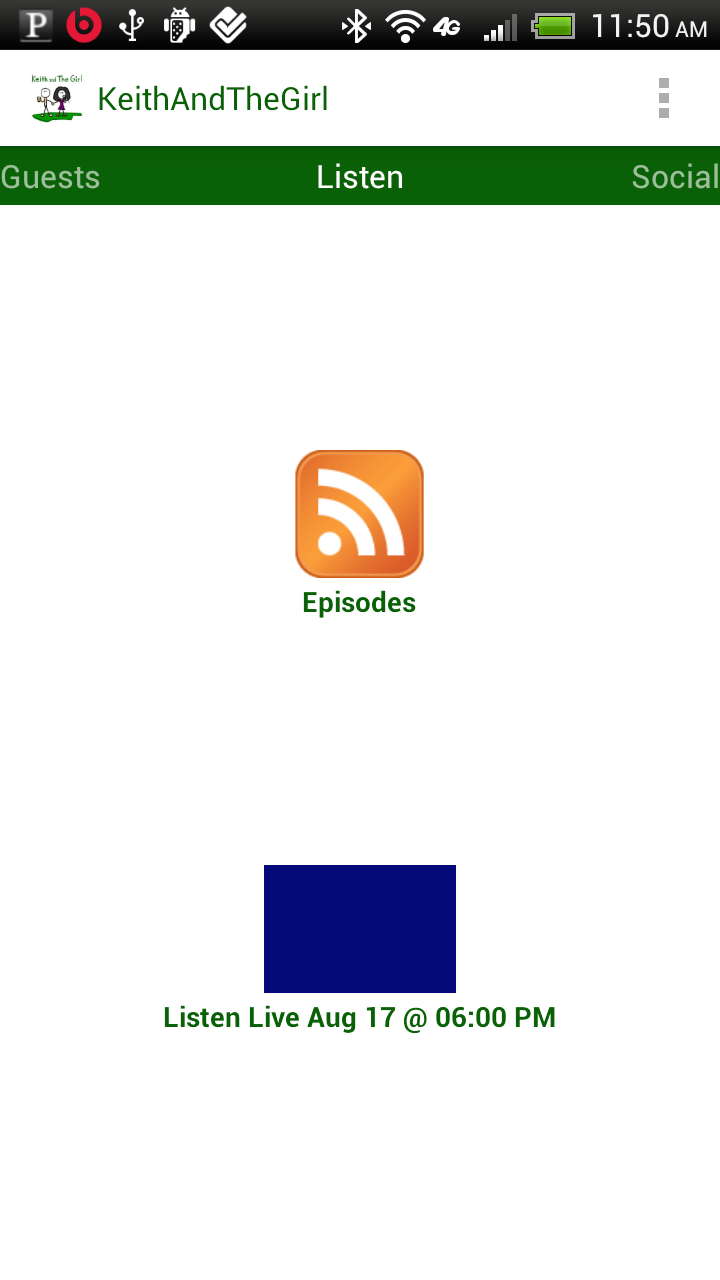 P
4G
11:50 AM
Keith and The Girl
KeithAndTheGirl
Guests
Listen
Social
Episodes
Listen Live Aug 17 @ 06:00 PM